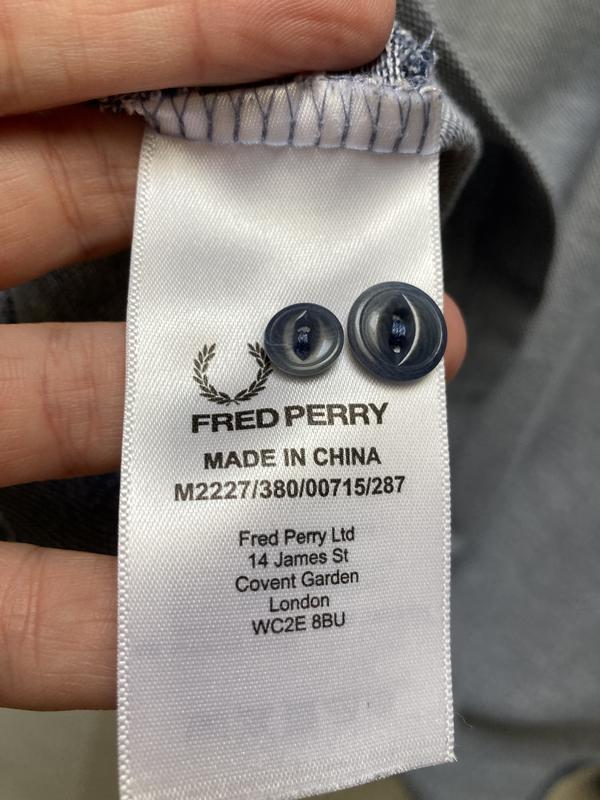 FRED PERRY
MADE IN CHINA
M2227/380/00715/287
Fred Perry Ltd
14 James St
Covent Garden
London
WC2E 8BU